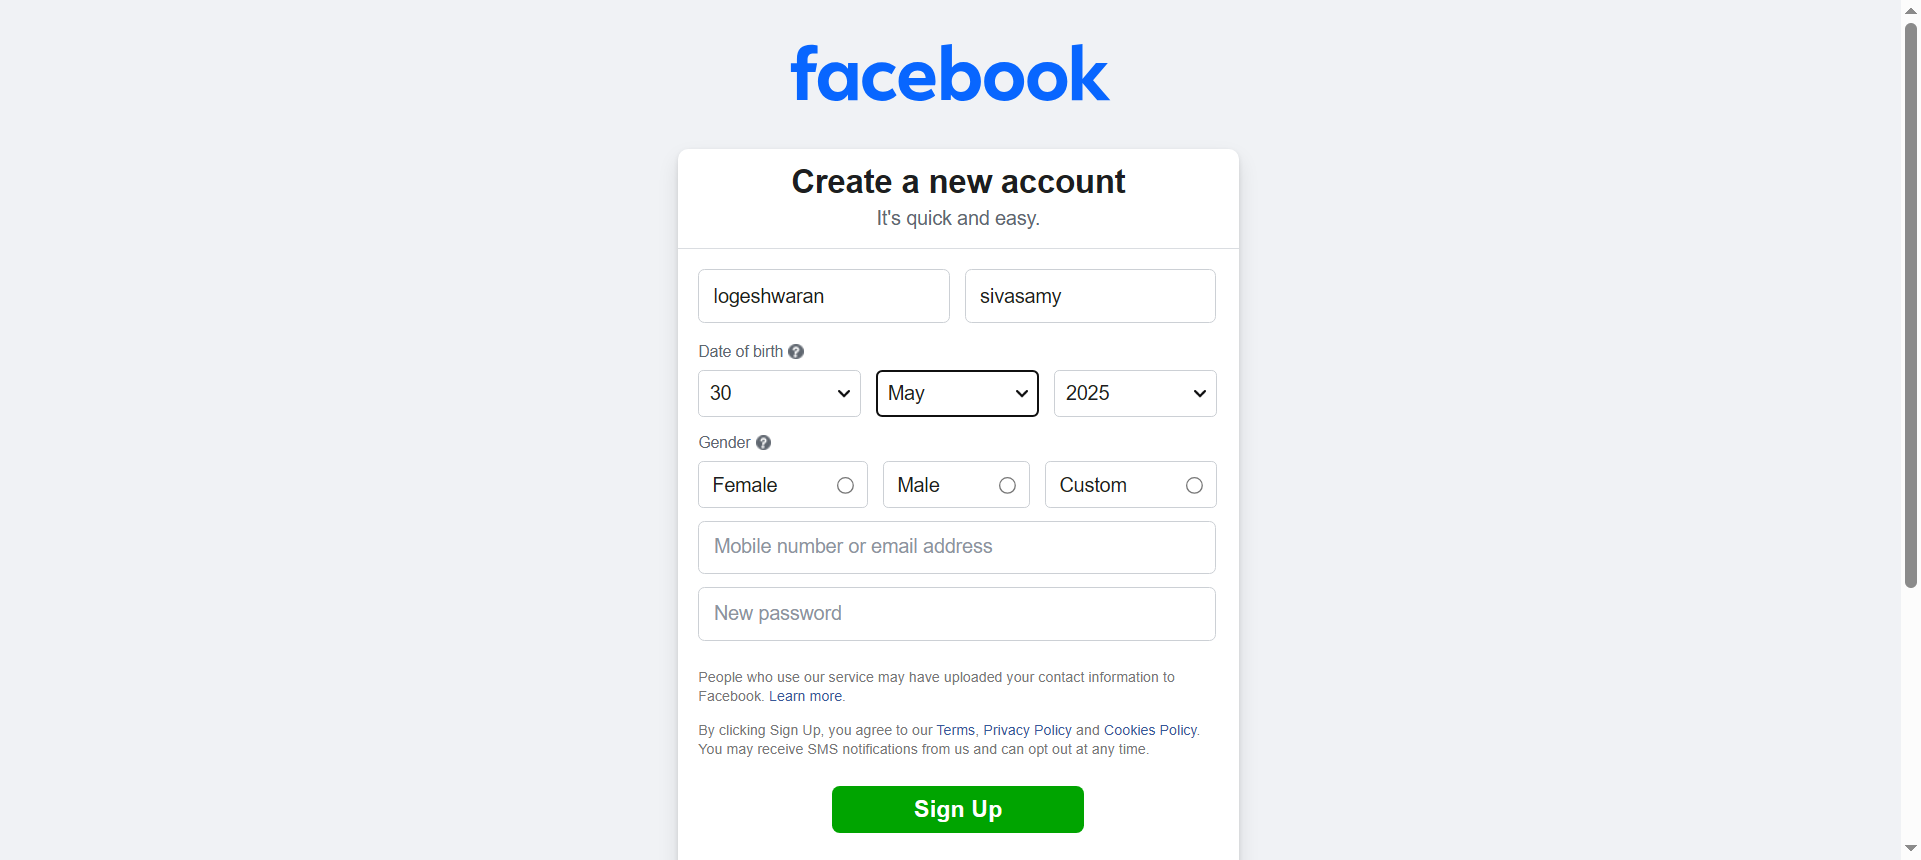 facebook
Create a new account
It's quick and easy.
logeshwaran sivasamy
Date of birth ?
30 May 2025
Gender ?
Female Male Custom
Mobile number or email address
New password
People who use our service may have uploaded your contact information to
Facebook. Learn more.
By clicking Sign Up, you agree to our Terms, Privacy Policy and Cookies Policy.
You may receive SMS notifications from us and can opt out at any time.
Sign Up